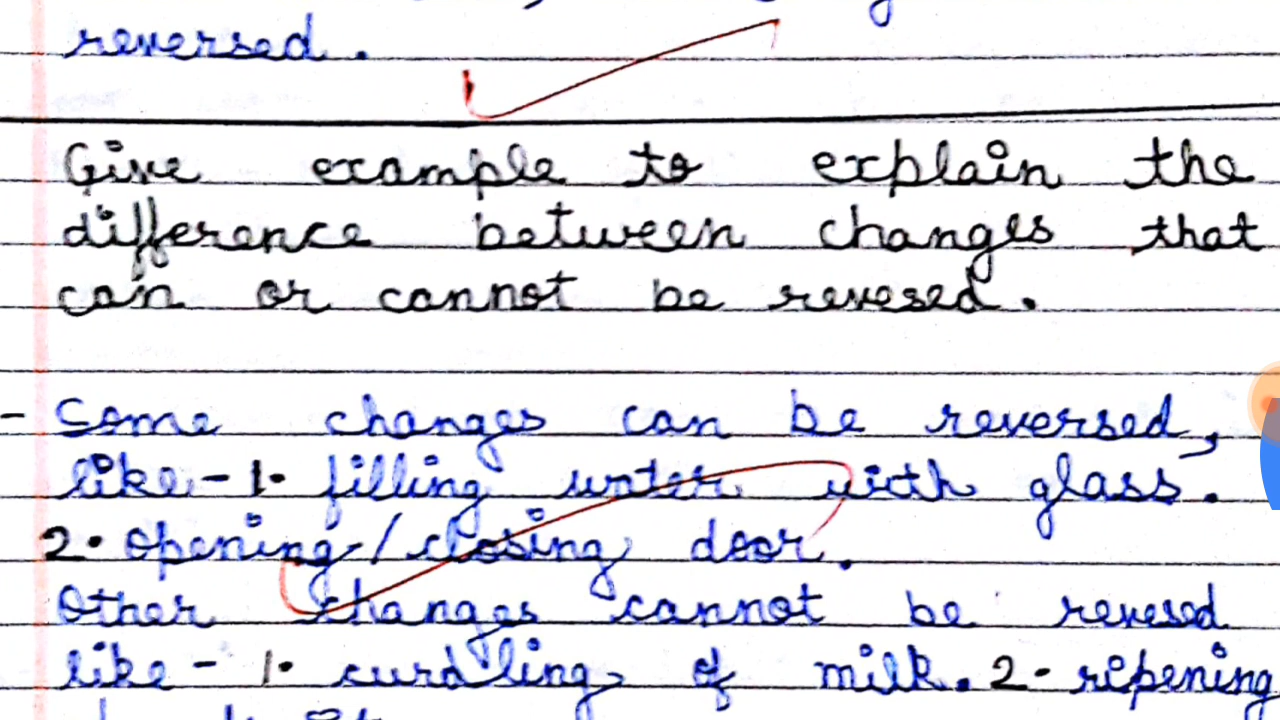 reversed.
Give example to explain the
difference between changes that
can or cannot be revesed.
- Some changes can be reversed,
like - 1. filling water with glass.
2. opening/closing door.
Other changes cannot be revesed
like - 1. curdling of milk. 2. ripening